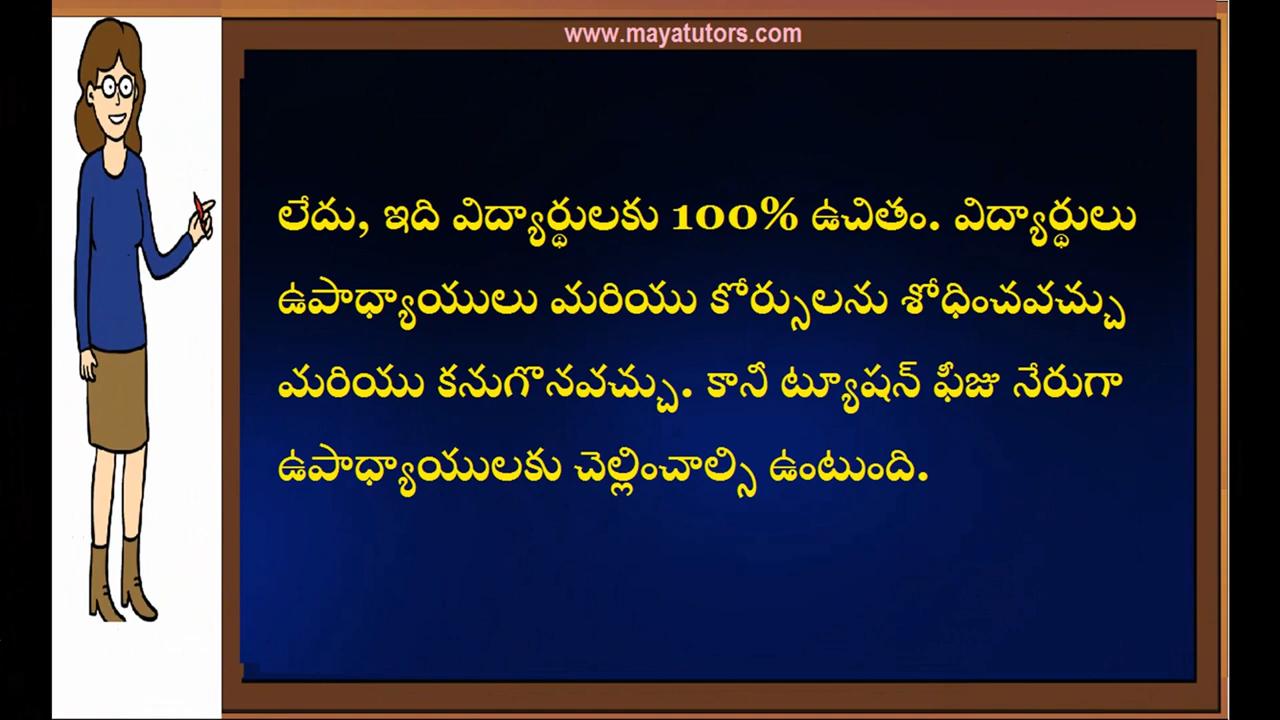 www.mayatutors.com
లేదు, ఇది విద్యార్థులకు 100% ఉచితం. విద్యార్థులు
ఉపాధ్యాయులు మరియు కోర్సులను శోధించవచ్చు
మరియు కనుగొనవచ్చు. కానీ ట్యూషన్ ఫీజు నేరుగా
ఉపాధ్యాయులకు చెల్లించాల్సి ఉంటుంది.